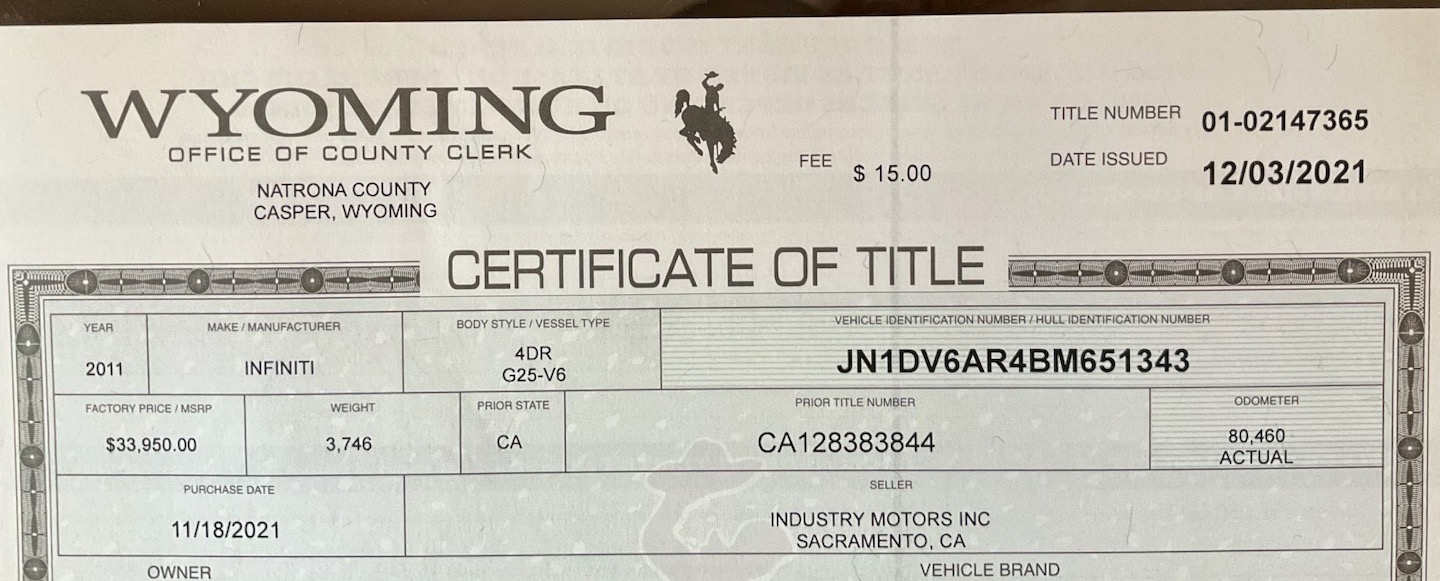 WYOMING
OFFICE OF COUNTY CLERK
NATRONA COUNTY
CASPER, WYOMING
FEE $ 15.00
TITLE NUMBER 01-02147365
DATE ISSUED 12/03/2021
CERTIFICATE OF TITLE
YEAR
2011
MAKE / MANUFACTURER
INFINITI
BODY STYLE / VESSEL TYPE
4DR
G25-V6
VEHICLE IDENTIFICATION NUMBER / HULL IDENTIFICATION NUMBER
JN1DV6AR4BM651343
FACTORY PRICE / MSRP
$33,950.00
WEIGHT
3,746
PRIOR STATE
CA
PRIOR TITLE NUMBER
CA128383844
ODOMETER
80,460
ACTUAL
PURCHASE DATE
11/18/2021
SELLER
INDUSTRY MOTORS INC
SACRAMENTO, CA
OWNER
VEHICLE BRAND